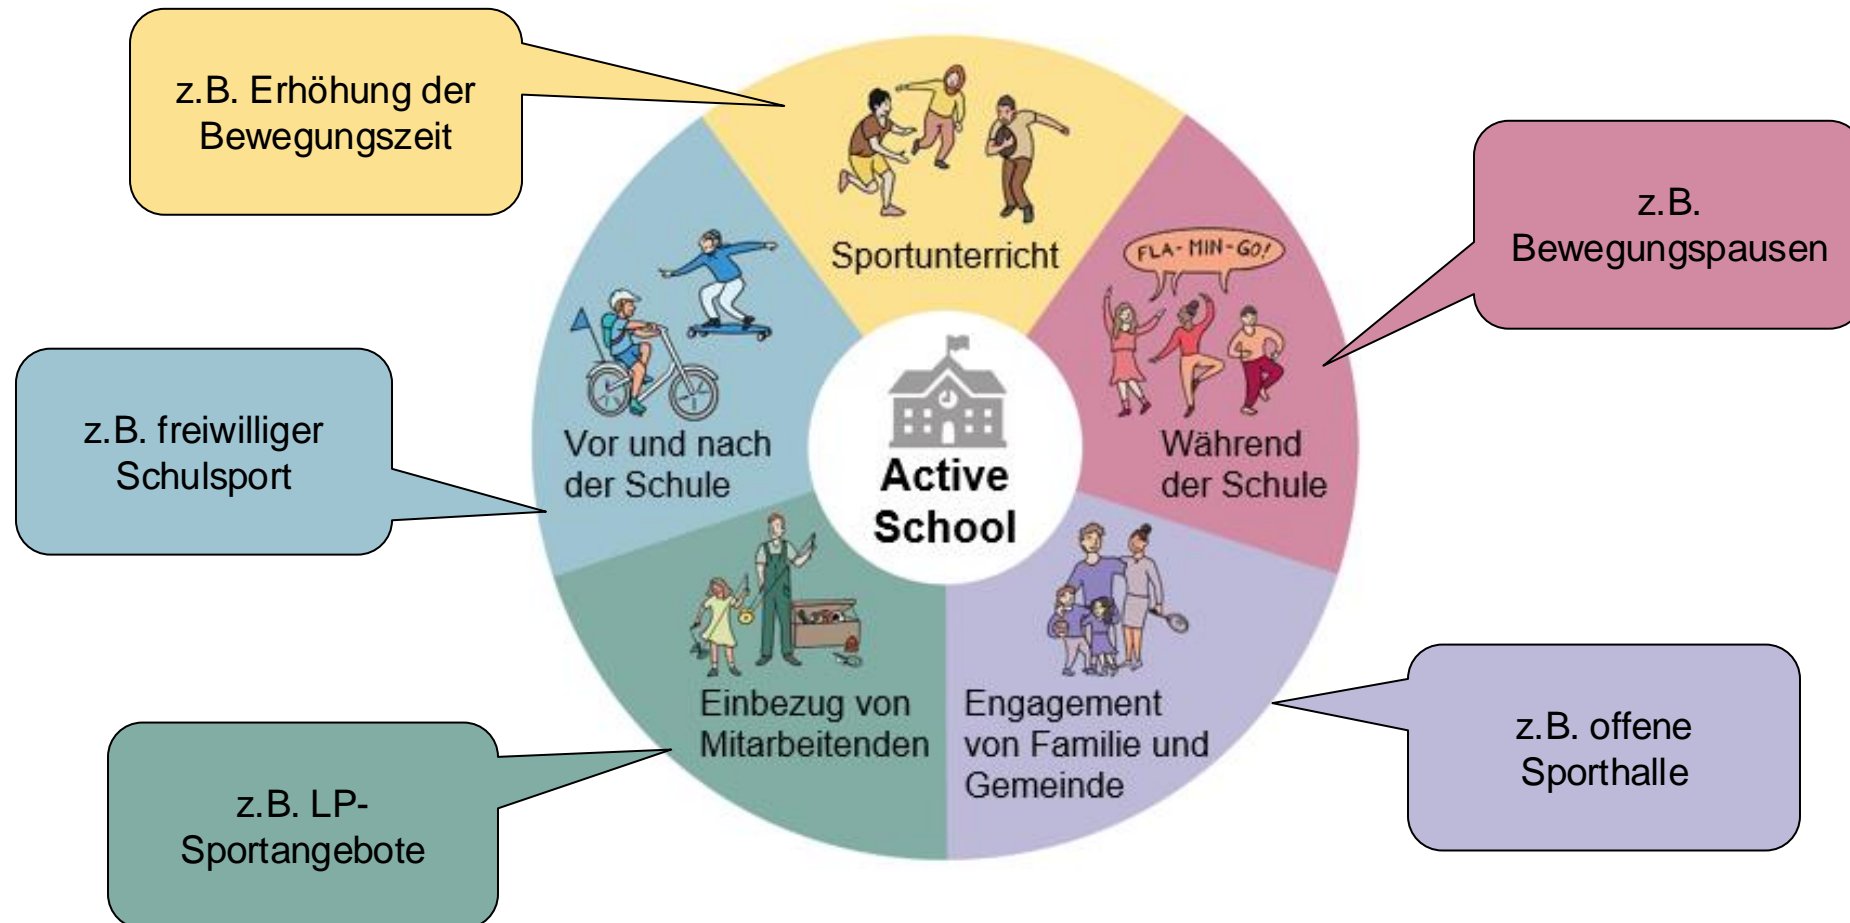 z.B. Erhöhung der
Bewegungszeit
Sportunterricht
z.B.
Bewegungspausen
FLA-MIN-GO!
Während
der Schule
z.B. freiwilliger
Schulsport
Vor und nach
der Schule
Active
School
Einbezug von
Mitarbeitenden
Engagement
von Familie und
Gemeinde
z.B. LP-
Sportangebote
z.B. offene
Sporthalle